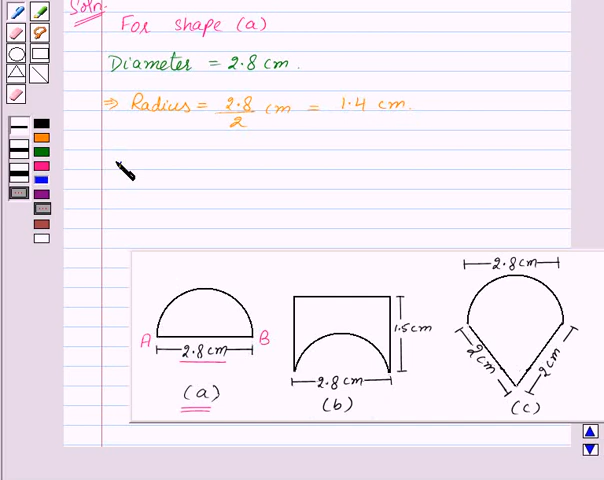 Soln.
For shape (a)
Diameter = 2.8 cm.
⇒ Radius = 2.8/2 cm = 1.4 cm.
A B
2.8 cm
(a)
1.5 cm
2.8 cm
(b)
2.8 cm
2 cm 2 cm
(c)